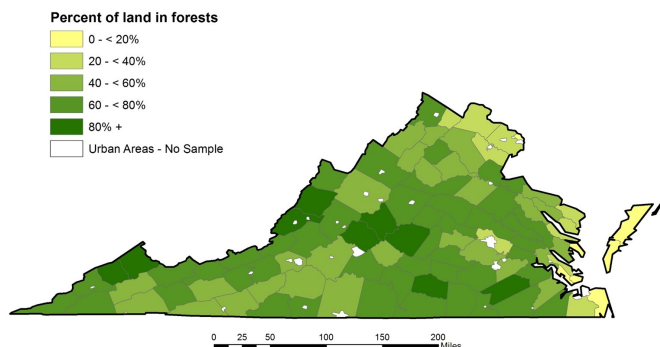 Percent of land in forests
0 - < 20%
20 - < 40%
40 - < 60%
60 - < 80%
80% +
Urban Areas - No Sample
0 25 50 100 150 200
Miles